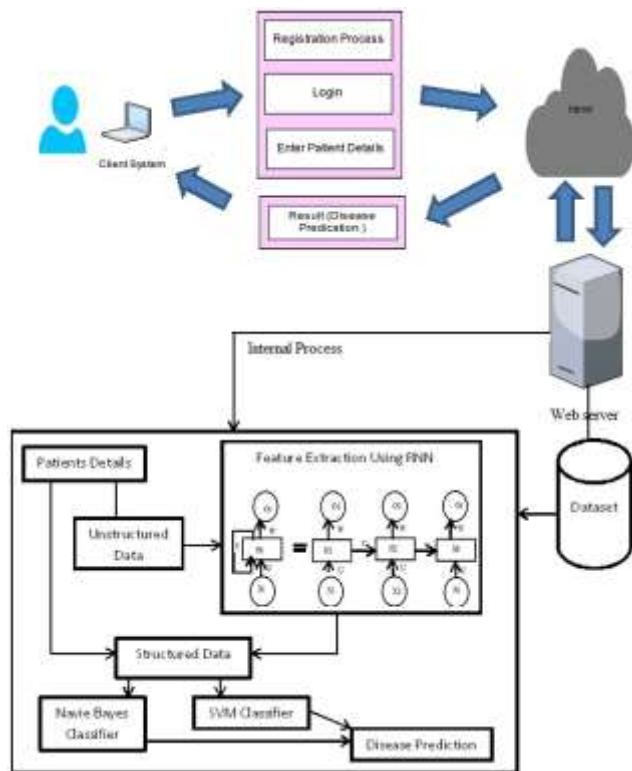 Registration Process
Login
Enter Patient Details
Client System
Result (Disease
Predication )
Internal Process
Web server
Patients Details
Feature Extraction Using RNN
Unstructured
Data
Dataset
Structured Data
Navie Bayes
Classifier
SVM Classifier
Disease Prediction